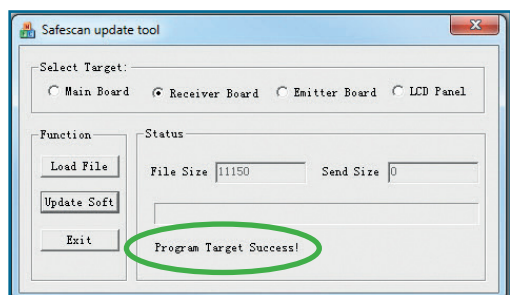 Safescan update tool
Select Target:
Main Board Receiver Board Emitter Board LCD Panel
Function
Status
Load File
File Size 11150 Send Size 0
Update Soft
Exit
Program Target Success!